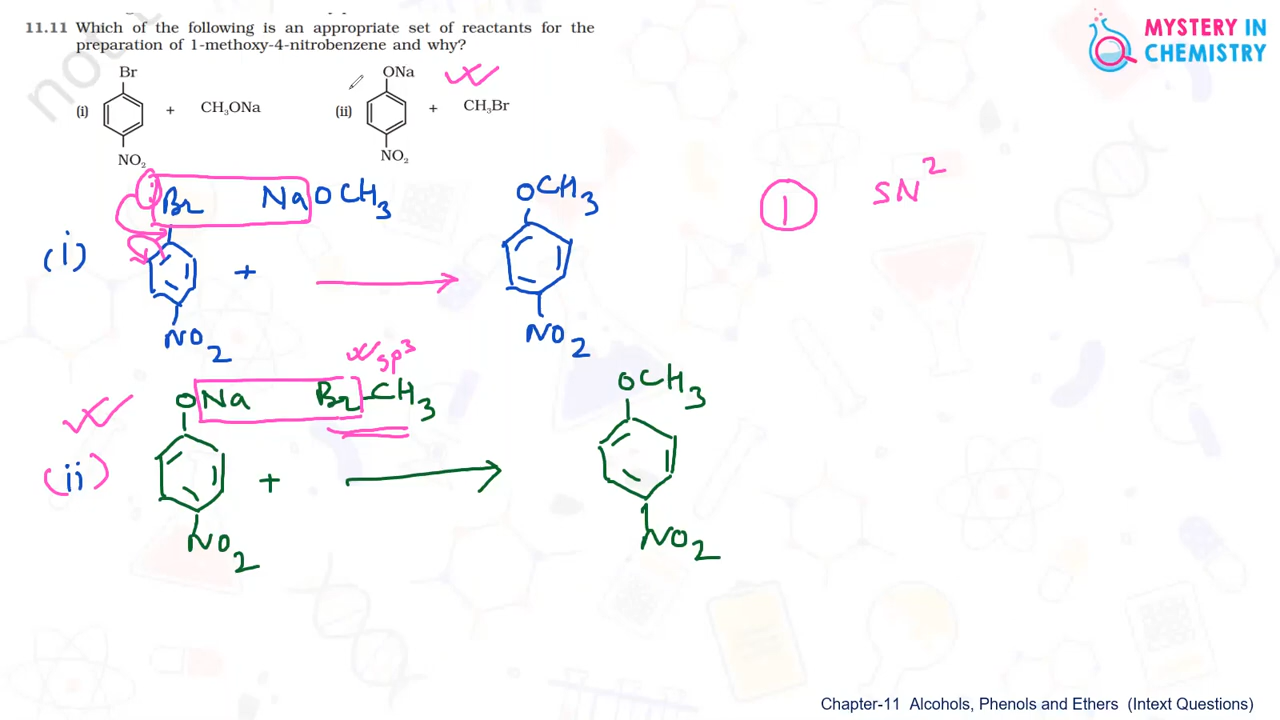 11.11 Which of the following is an appropriate set of reactants for the
preparation of 1-methoxy-4-nitrobenzene and why?
MYSTERY IN
CHEMISTRY
not
Br
ONa
(i)
+
CH₃ONa
(ii)
+
CH₃Br
NO₂
NO₂
Br NaOCH₃
OCH₃
1
SN²
(i)
+
NO₂
NO₂
sp³
ONa Br-CH₃
OCH₃
(ii)
+
NO₂
NO₂
Chapter-11 Alcohols, Phenols and Ethers (Intext Questions)